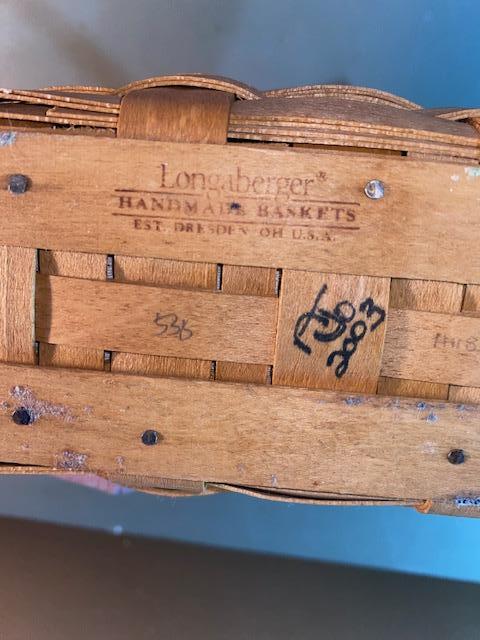 Longaberger®
HANDMADE BASKETS
EST. DRESDEN OH U.S.A.
536
2003